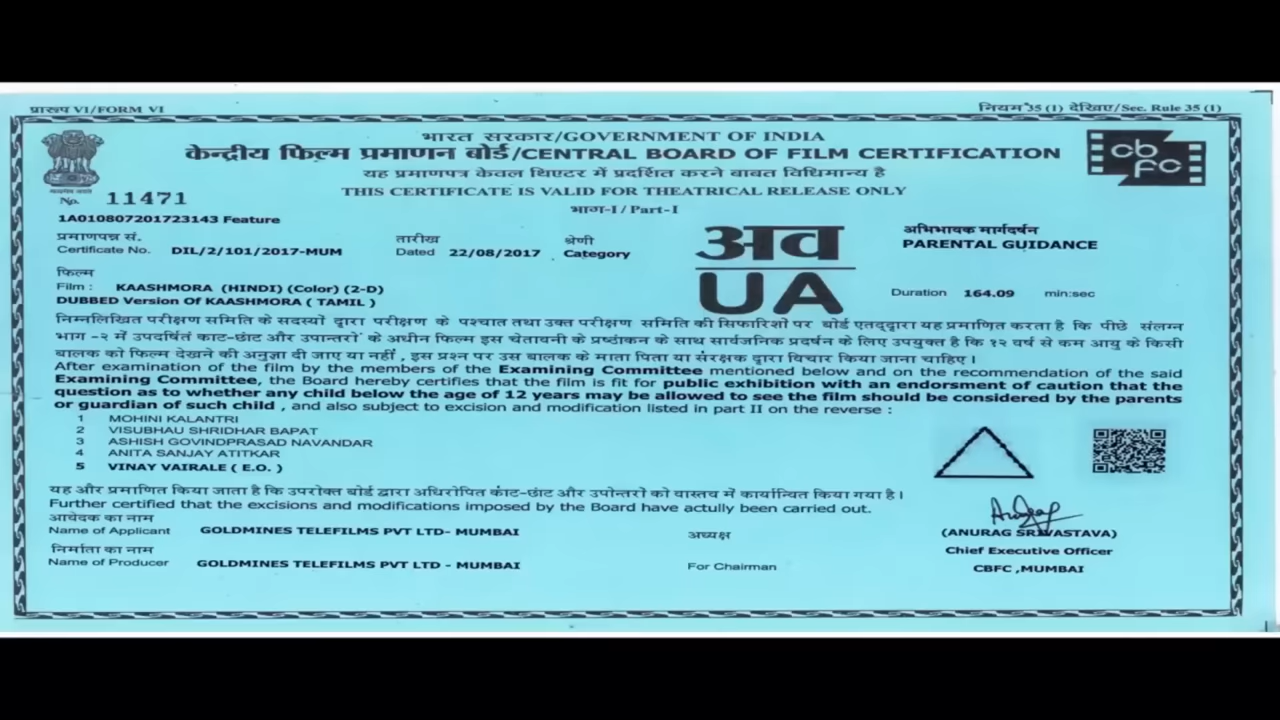 प्रारूप VI/FORM VI
नियम 35 (1) देखिए/Sec. Rule 35 (1)
भारत सरकार/GOVERNMENT OF INDIA
केन्द्रीय फिल्म प्रमाणन बोर्ड/CENTRAL BOARD OF FILM CERTIFICATION
cb
fc
यह प्रमाणपत्र केवल थिएटर में प्रदर्शित करने बाबत विधिमान्य है
THIS CERTIFICATE IS VALID FOR THEATRICAL RELEASE ONLY
No. 11471
भाग-I / Part-I
1A010807201723143 Feature
प्रमाणपत्र सं.
Certificate No. DIL/2/101/2017-MUM
तारीख
Dated 22/08/2017
श्रेणी
Category
अव
UA
अभिभावक मार्गदर्षन
PARENTAL GUIDANCE
फिल्म
Film : KAASHMORA (HINDI) (Color) (2-D)
Duration 164.09 min:sec
DUBBED Version Of KAASHMORA ( TAMIL )
निम्नलिखित परीक्षण समिति के सदस्यों द्वारा परीक्षण के पश्चात तथा उक्त परीक्षण समिति की सिफारिशों पर बोर्ड एतद्द्वारा यह प्रमाणित करता है कि पीछे संलग्न
भाग -२ में उपदर्षित काट-छाँट और उपान्तरों के अधीन फिल्म इस चेतावनी के प्रष्ठांकन के साथ सार्वजनिक प्रदर्षन के लिए उपयुक्त है कि १२ वर्ष से कम आयु के किसी
बालक को फिल्म देखने की अनुज्ञा दी जाए या नहीं , इस प्रश्न पर उस बालक के माता पिता या संरक्षक द्वारा विचार किया जाना चाहिए।
After examination of the film by the members of the Examining Committee mentioned below and on the recommendation of the said
Examining Committee, the Board hereby certifies that the film is fit for public exhibition with an endorsment of caution that the
question as to whether any child below the age of 12 years may be allowed to see the film should be considered by the parents
or guardian of such child , and also subject to excision and modification listed in part II on the reverse :
1 MOHINI KALANTRI
2 VISUBHAU SHRIDHAR BAPAT
3 ASHISH GOVINDPRASAD NAVANDAR
4 ANITA SANJAY ATITKAR
5 VINAY VAIRALE ( E.O. )
यह और प्रमाणित किया जाता है कि उपरोक्त बोर्ड द्वारा अधिरोपित कांट-छांट और उपोन्तरों को वास्तव में कार्यान्वित किया गया है।
Further certified that the excisions and modifications imposed by the Board have actully been carried out.
आवेदक का नाम
Name of Applicant GOLDMINES TELEFILMS PVT LTD- MUMBAI
अध्यक्ष
(ANURAG SRIVASTAVA)
निर्माता का नाम
Name of Producer GOLDMINES TELEFILMS PVT LTD - MUMBAI
For Chairman
Chief Executive Officer
CBFC ,MUMBAI